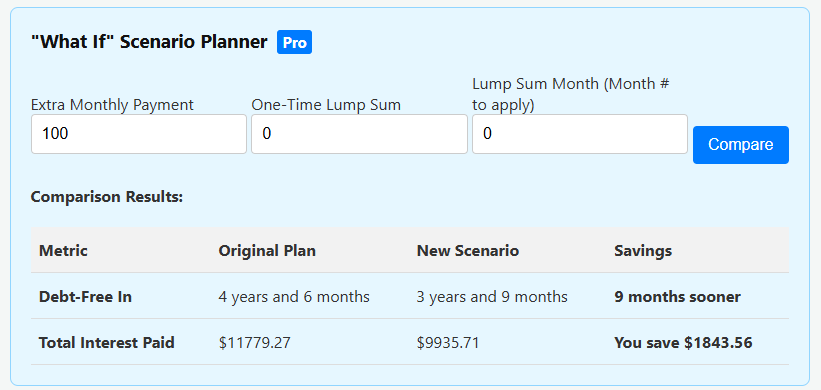 "What If" Scenario Planner Pro
Extra Monthly Payment
100
One-Time Lump Sum
0
Lump Sum Month (Month #
to apply)
0
Compare
Comparison Results:
Metric Original Plan New Scenario Savings
Debt-Free In 4 years and 6 months 3 years and 9 months 9 months sooner
Total Interest Paid $11779.27 $9935.71 You save $1843.56